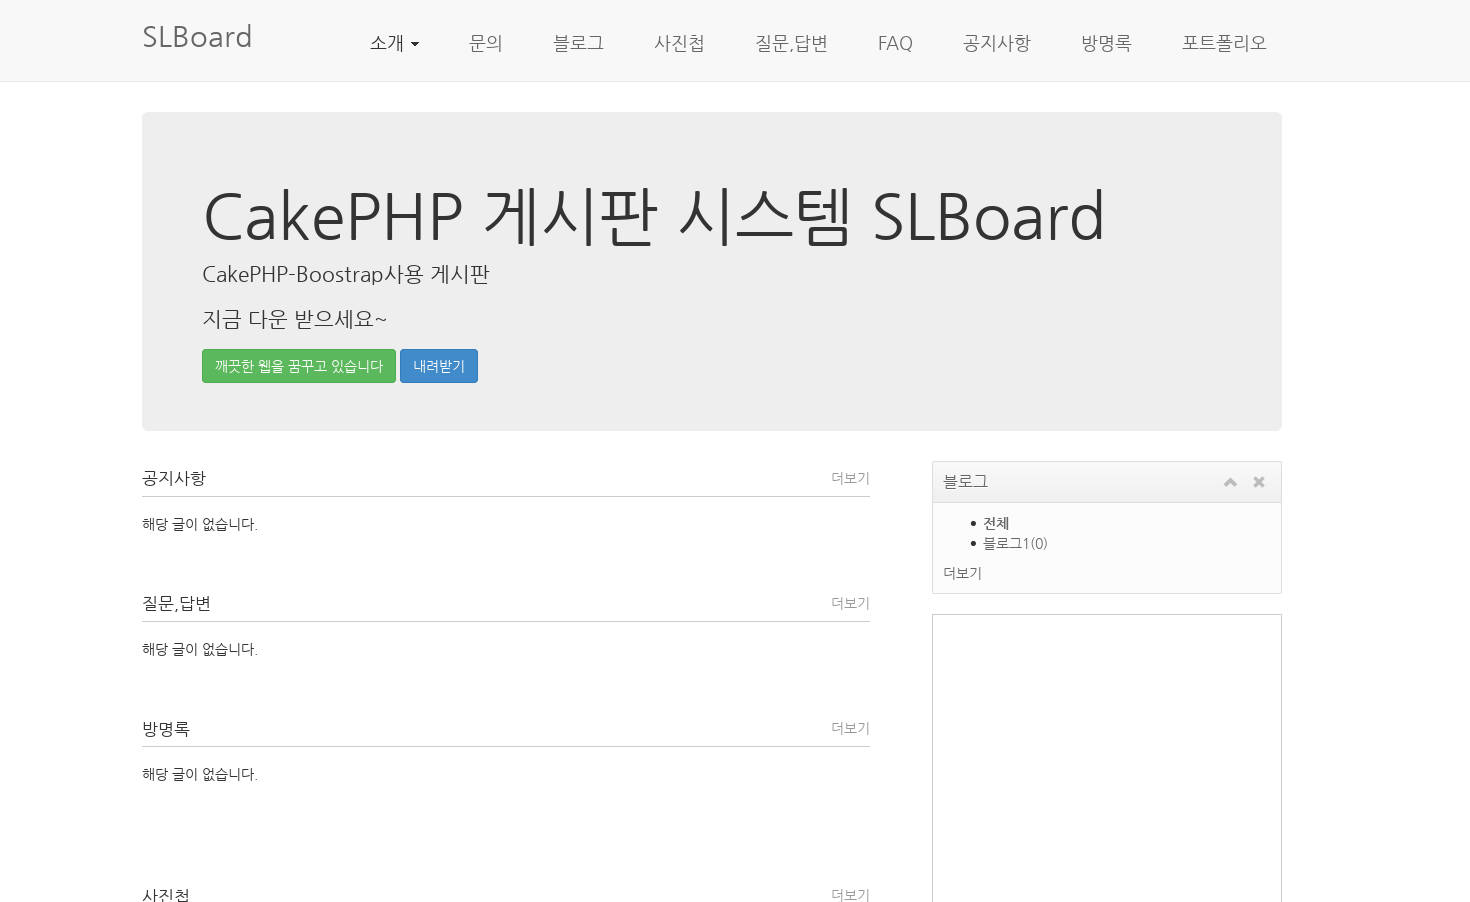 SLBoard
소개 문의 블로그 사진첩 질문,답변 FAQ 공지사항 방명록 포트폴리오
CakePHP 게시판 시스템 SLBoard
CakePHP-Boostrap사용 게시판
지금 다운 받으세요~
깨끗한 웹을 꿈꾸고 있습니다 내려받기
공지사항 더보기
해당 글이 없습니다.
질문,답변 더보기
해당 글이 없습니다.
방명록 더보기
해당 글이 없습니다.
사진첩 더보기
블로그
전체
블로그1(0)
더보기